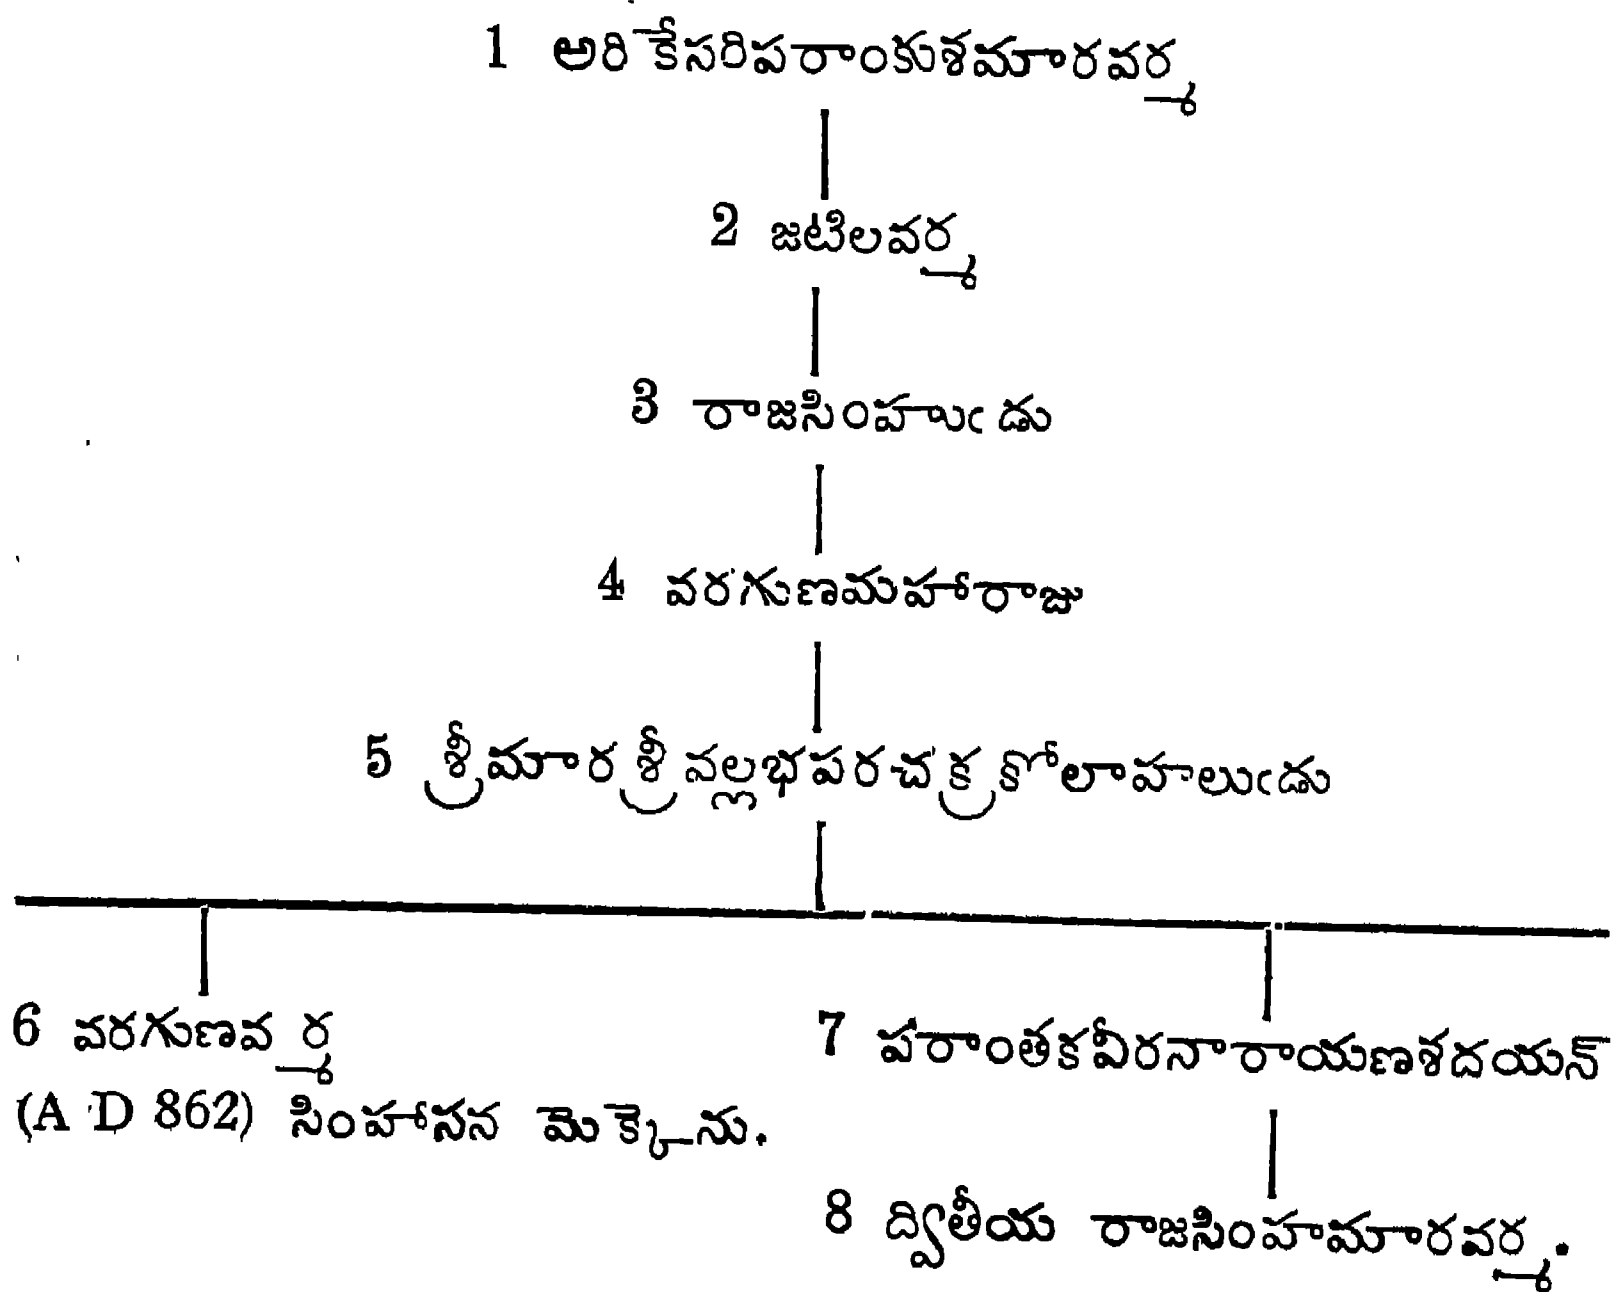 1 అరికేసరిపరాంకుశమారవర్మ
2 జటిలవర్మ
3 రాజసింహుఁడు
4 వరగుణమహారాజు
5 శ్రీమారశ్రీవల్లభపరచక్రకోలాహలుఁడు
6 వరగుణవర్మ
(A D 862) సింహాసన మెక్కెను.
7 పరాంతకవీరనారాయణశదయన్
8 ద్వితీయ రాజసింహమారవర్మ.